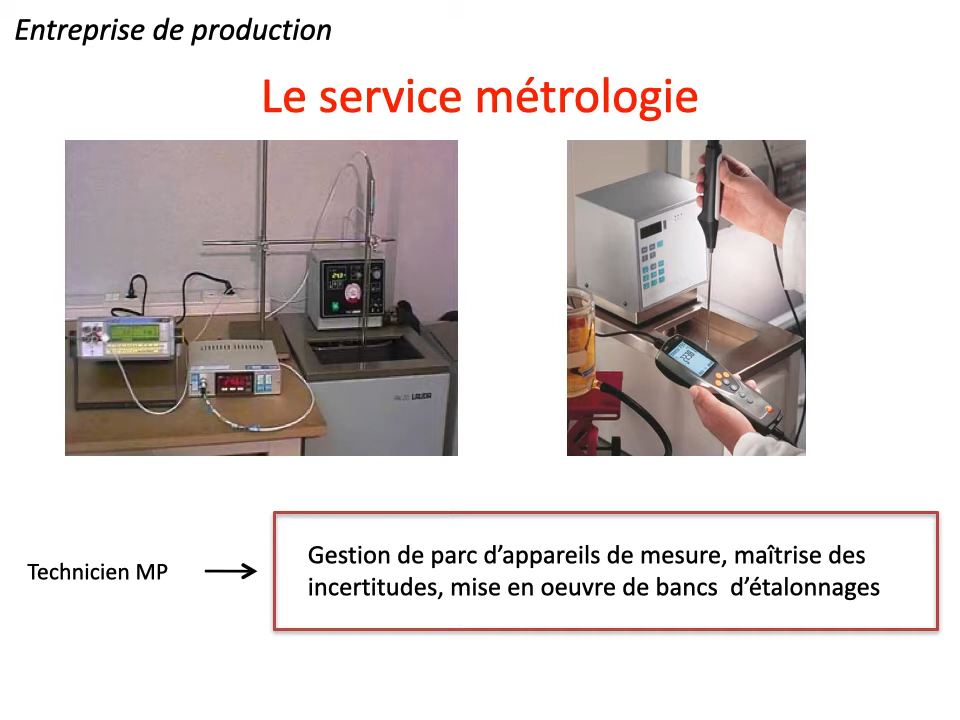 Entreprise de production
Le service métrologie
LAUDA
Technicien MP
Gestion de parc d’appareils de mesure, maîtrise des
incertitudes, mise en oeuvre de bancs  d’étalonnages